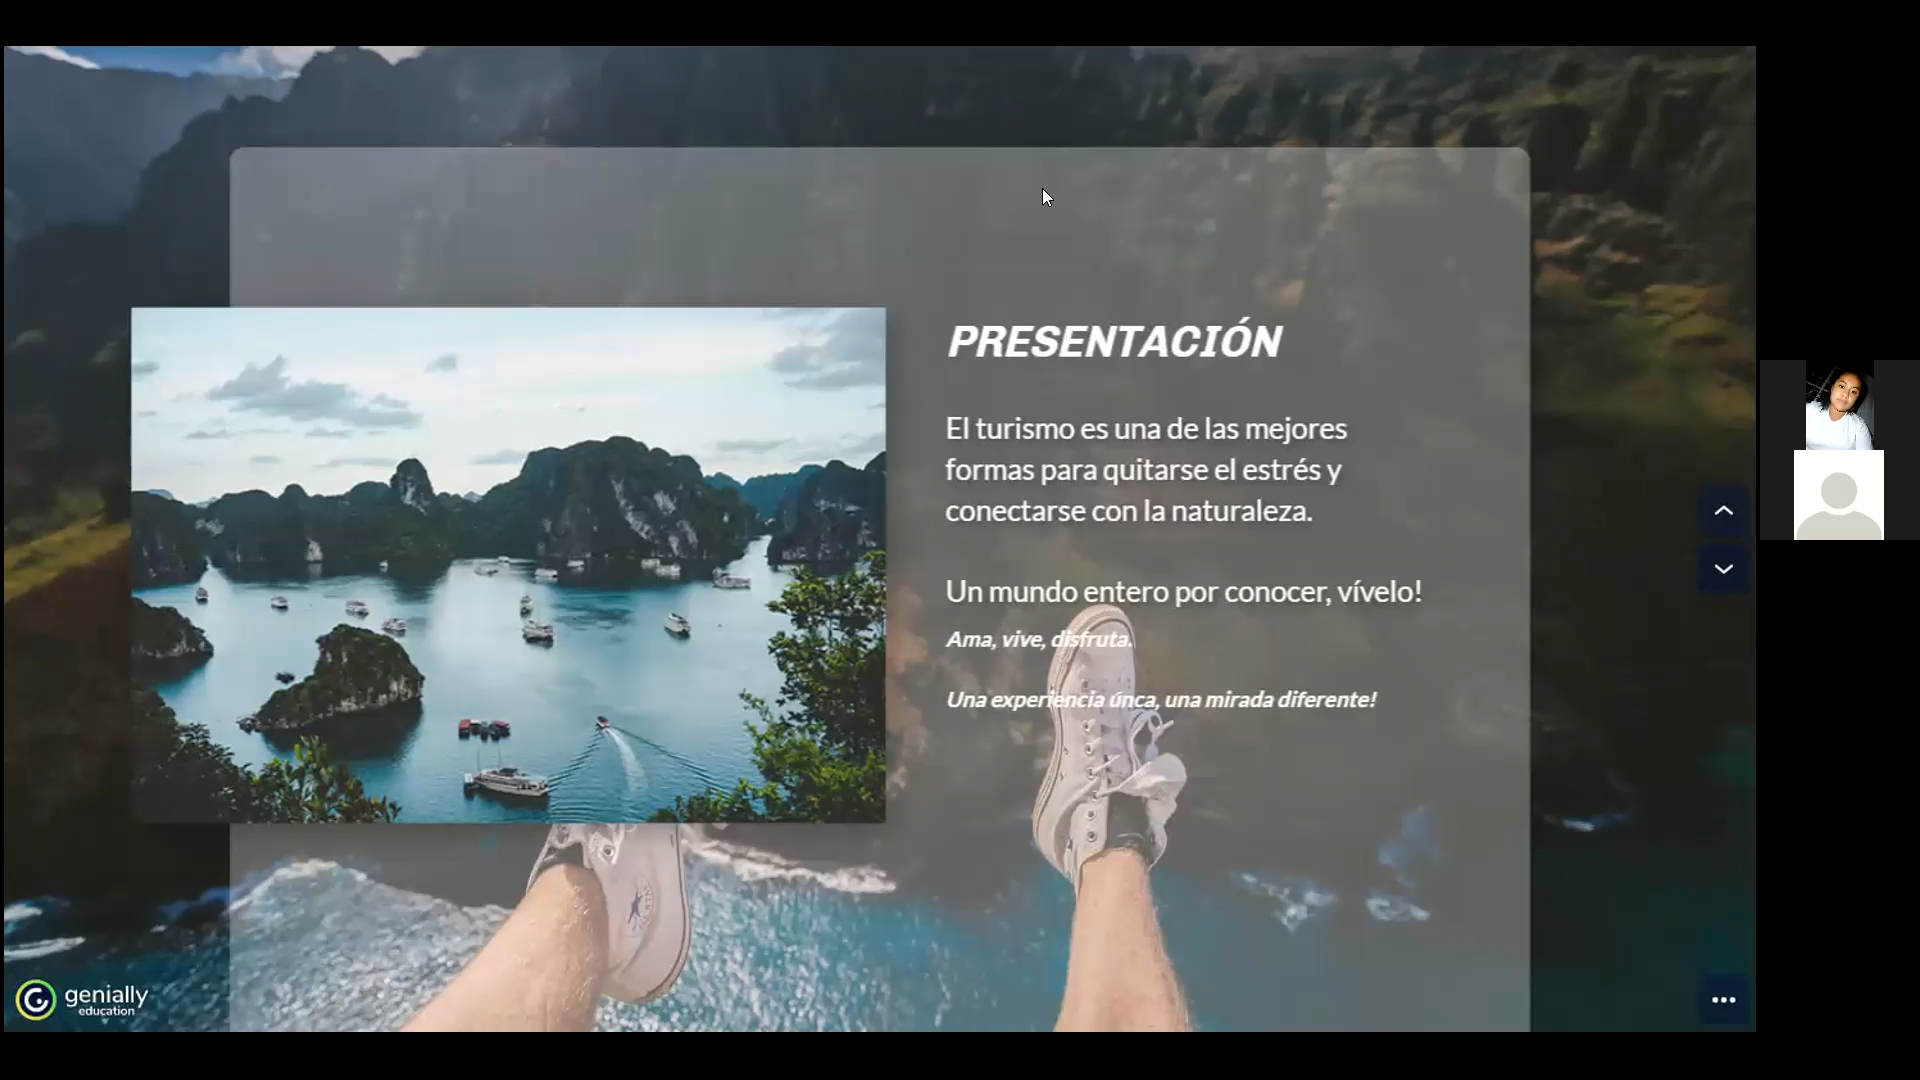 PRESENTACIÓN
El turismo es una de las mejores
formas para quitarse el estrés y
conectarse con la naturaleza.
Un mundo entero por conocer, vívelo!
Ama, vive, disfruta.
Una experiencia únca, una mirada diferente!
genially
education